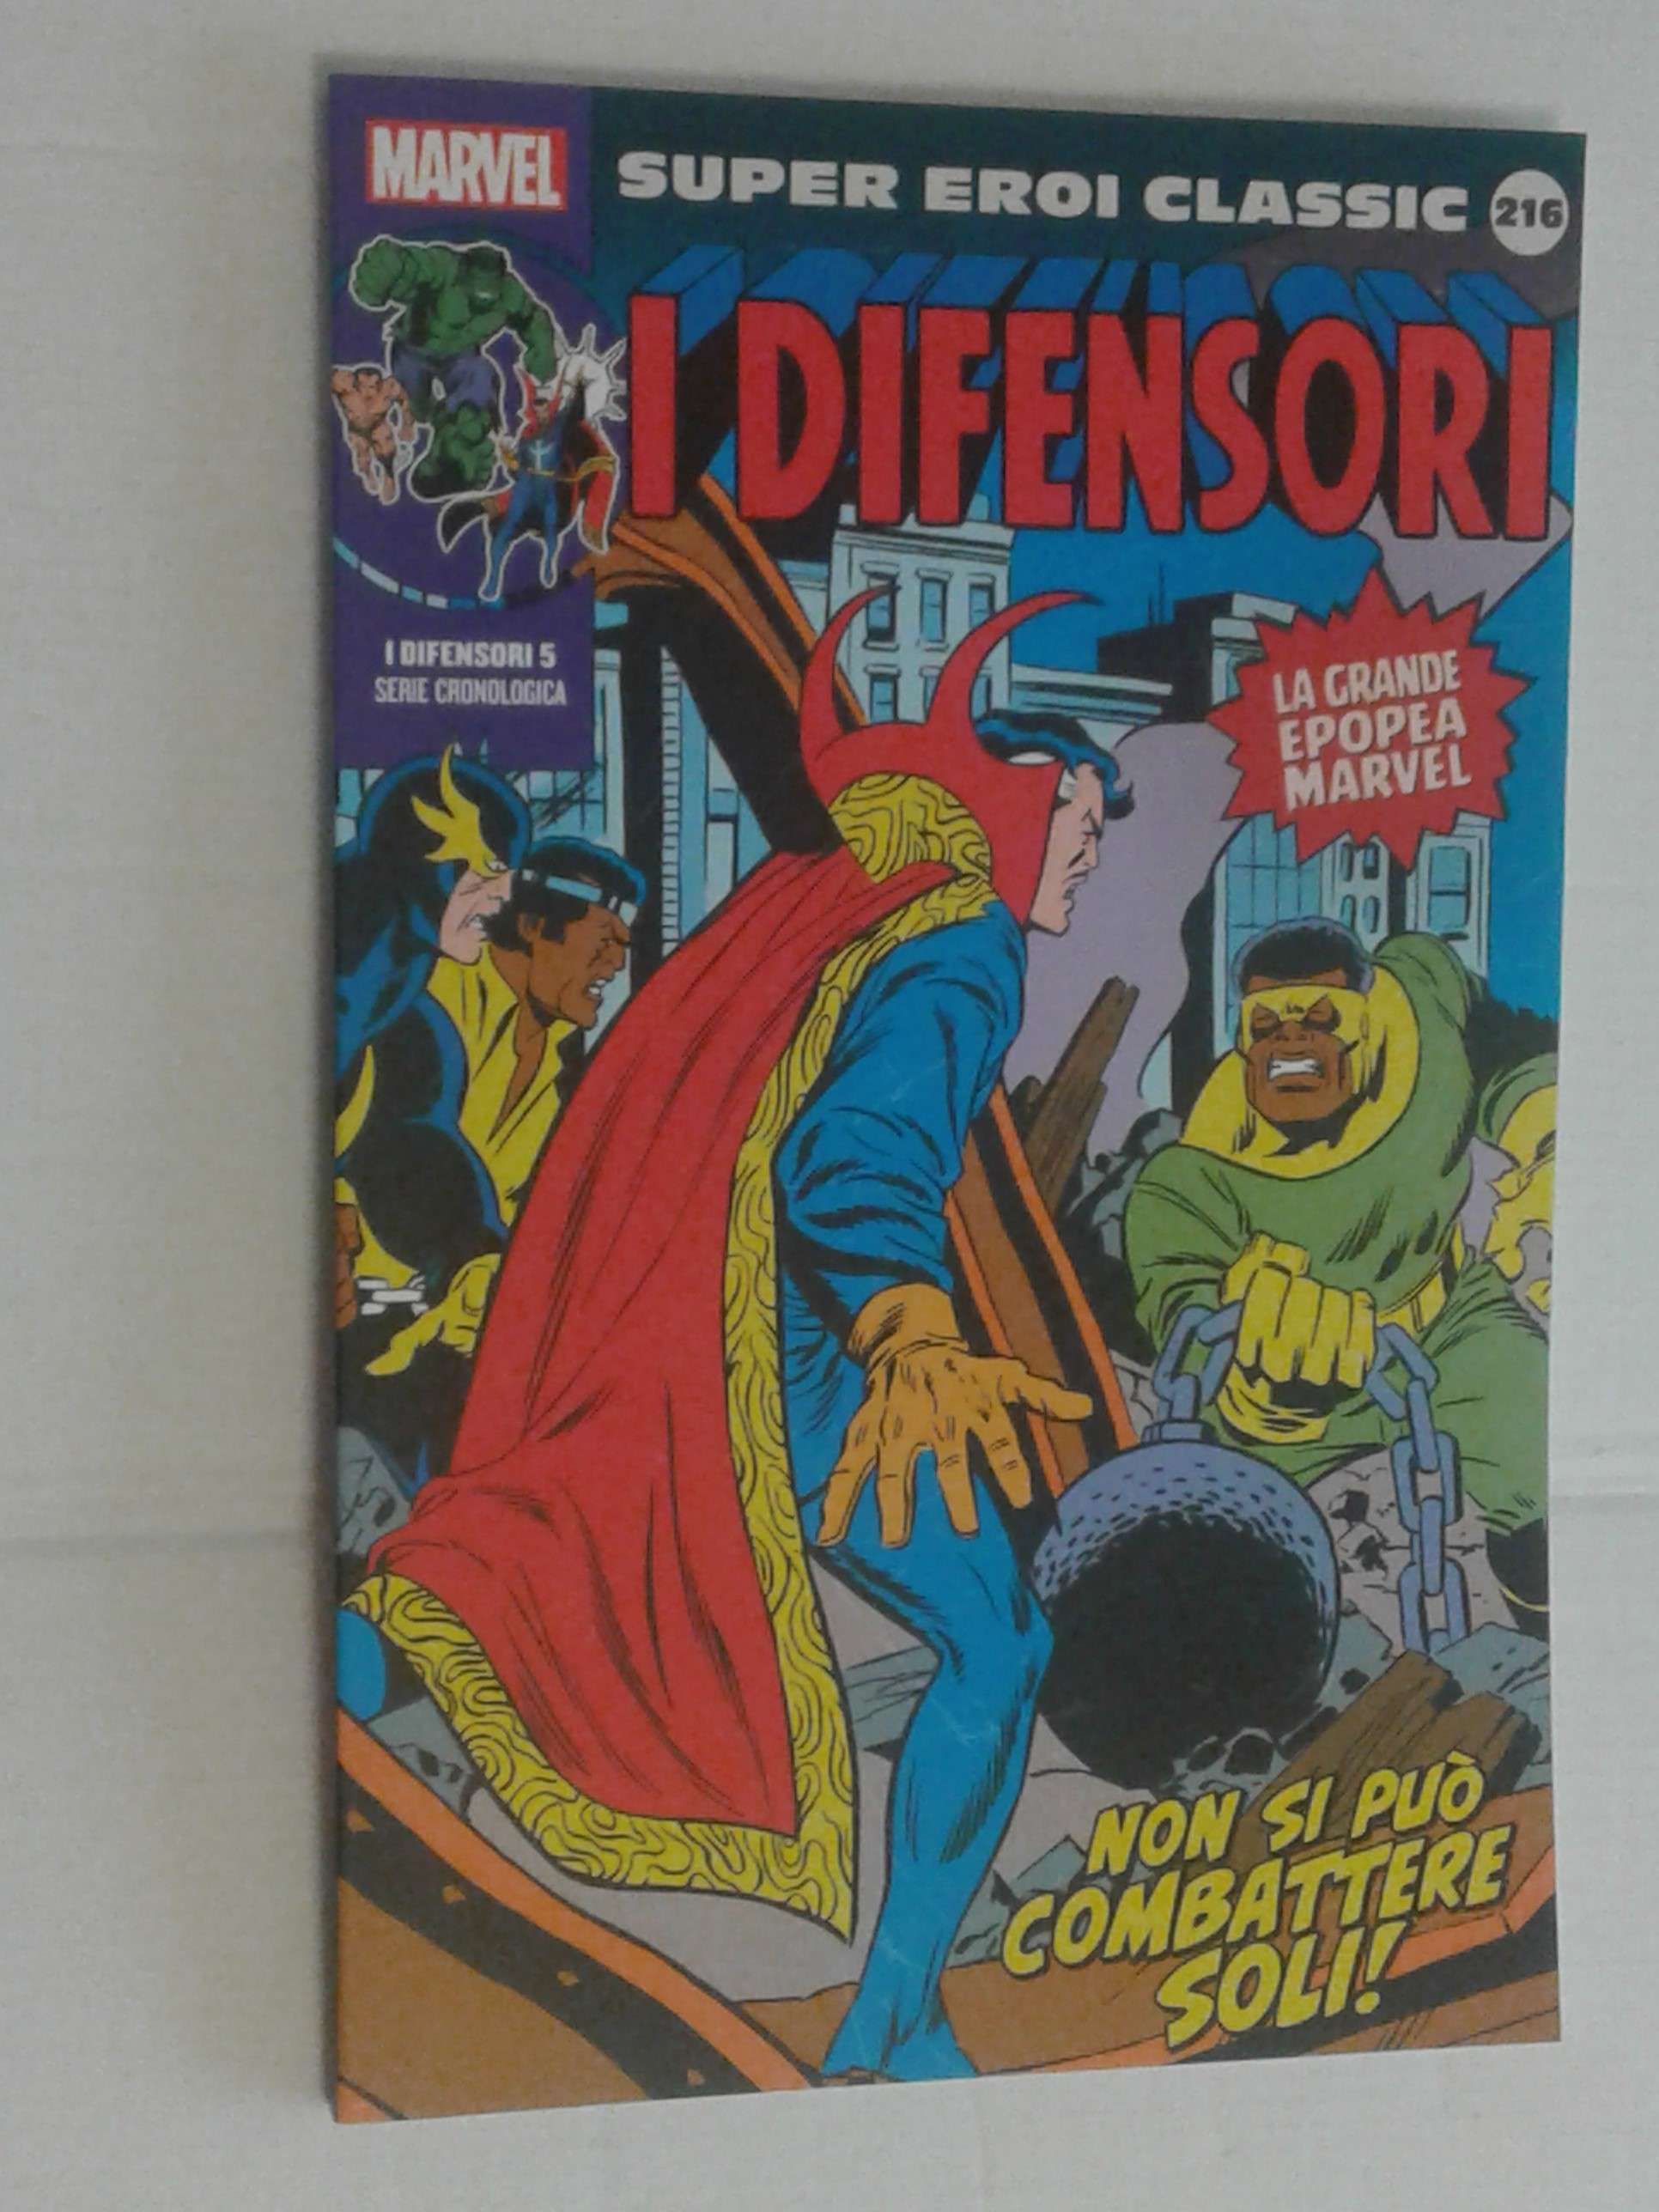 MARVEL
SUPER EROI CLASSIC 216
I DIFENSORI
I DIFENSORI 5
SERIE CRONOLOGICA
LA GRANDE
EPOPEA
MARVEL
NON SI PUÒ
COMBATTERE
SOLI!